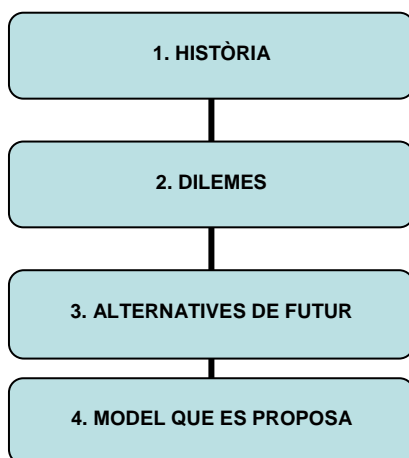 1. HISTÒRIA
2. DILEMES
3. ALTERNATIVES DE FUTUR
4. MODEL QUE ES PROPOSA